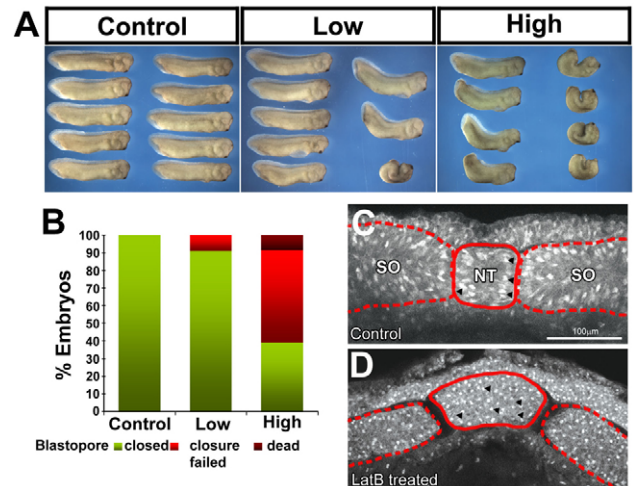 A
Control
Low
High
B
% Embryos
100
90
80
70
60
50
40
30
20
10
0
Control
Low
High
Blastopore
closed
closure failed
dead
C
SO
NT
SO
Control
100µm
D
LatB treated